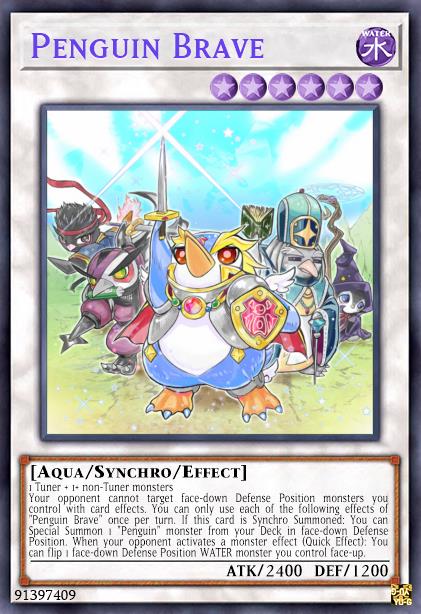 PENGUIN BRAVE
WATER
水
[AQUA/SYNCHRO/EFFECT]
1 Tuner + 1+ non-Tuner monsters
Your opponent cannot target face-down Defense Position monsters you
control with card effects. You can only use each of the following effects of
"Penguin Brave" once per turn. If this card is Synchro Summoned: You can
Special Summon 1 "Penguin" monster from your Deck in face-down Defense
Position. When your opponent activates a monster effect (Quick Effect): You
can flip 1 face-down Defense Position WATER monster you control face-up.
ATK/2400 DEF/1200
91397409